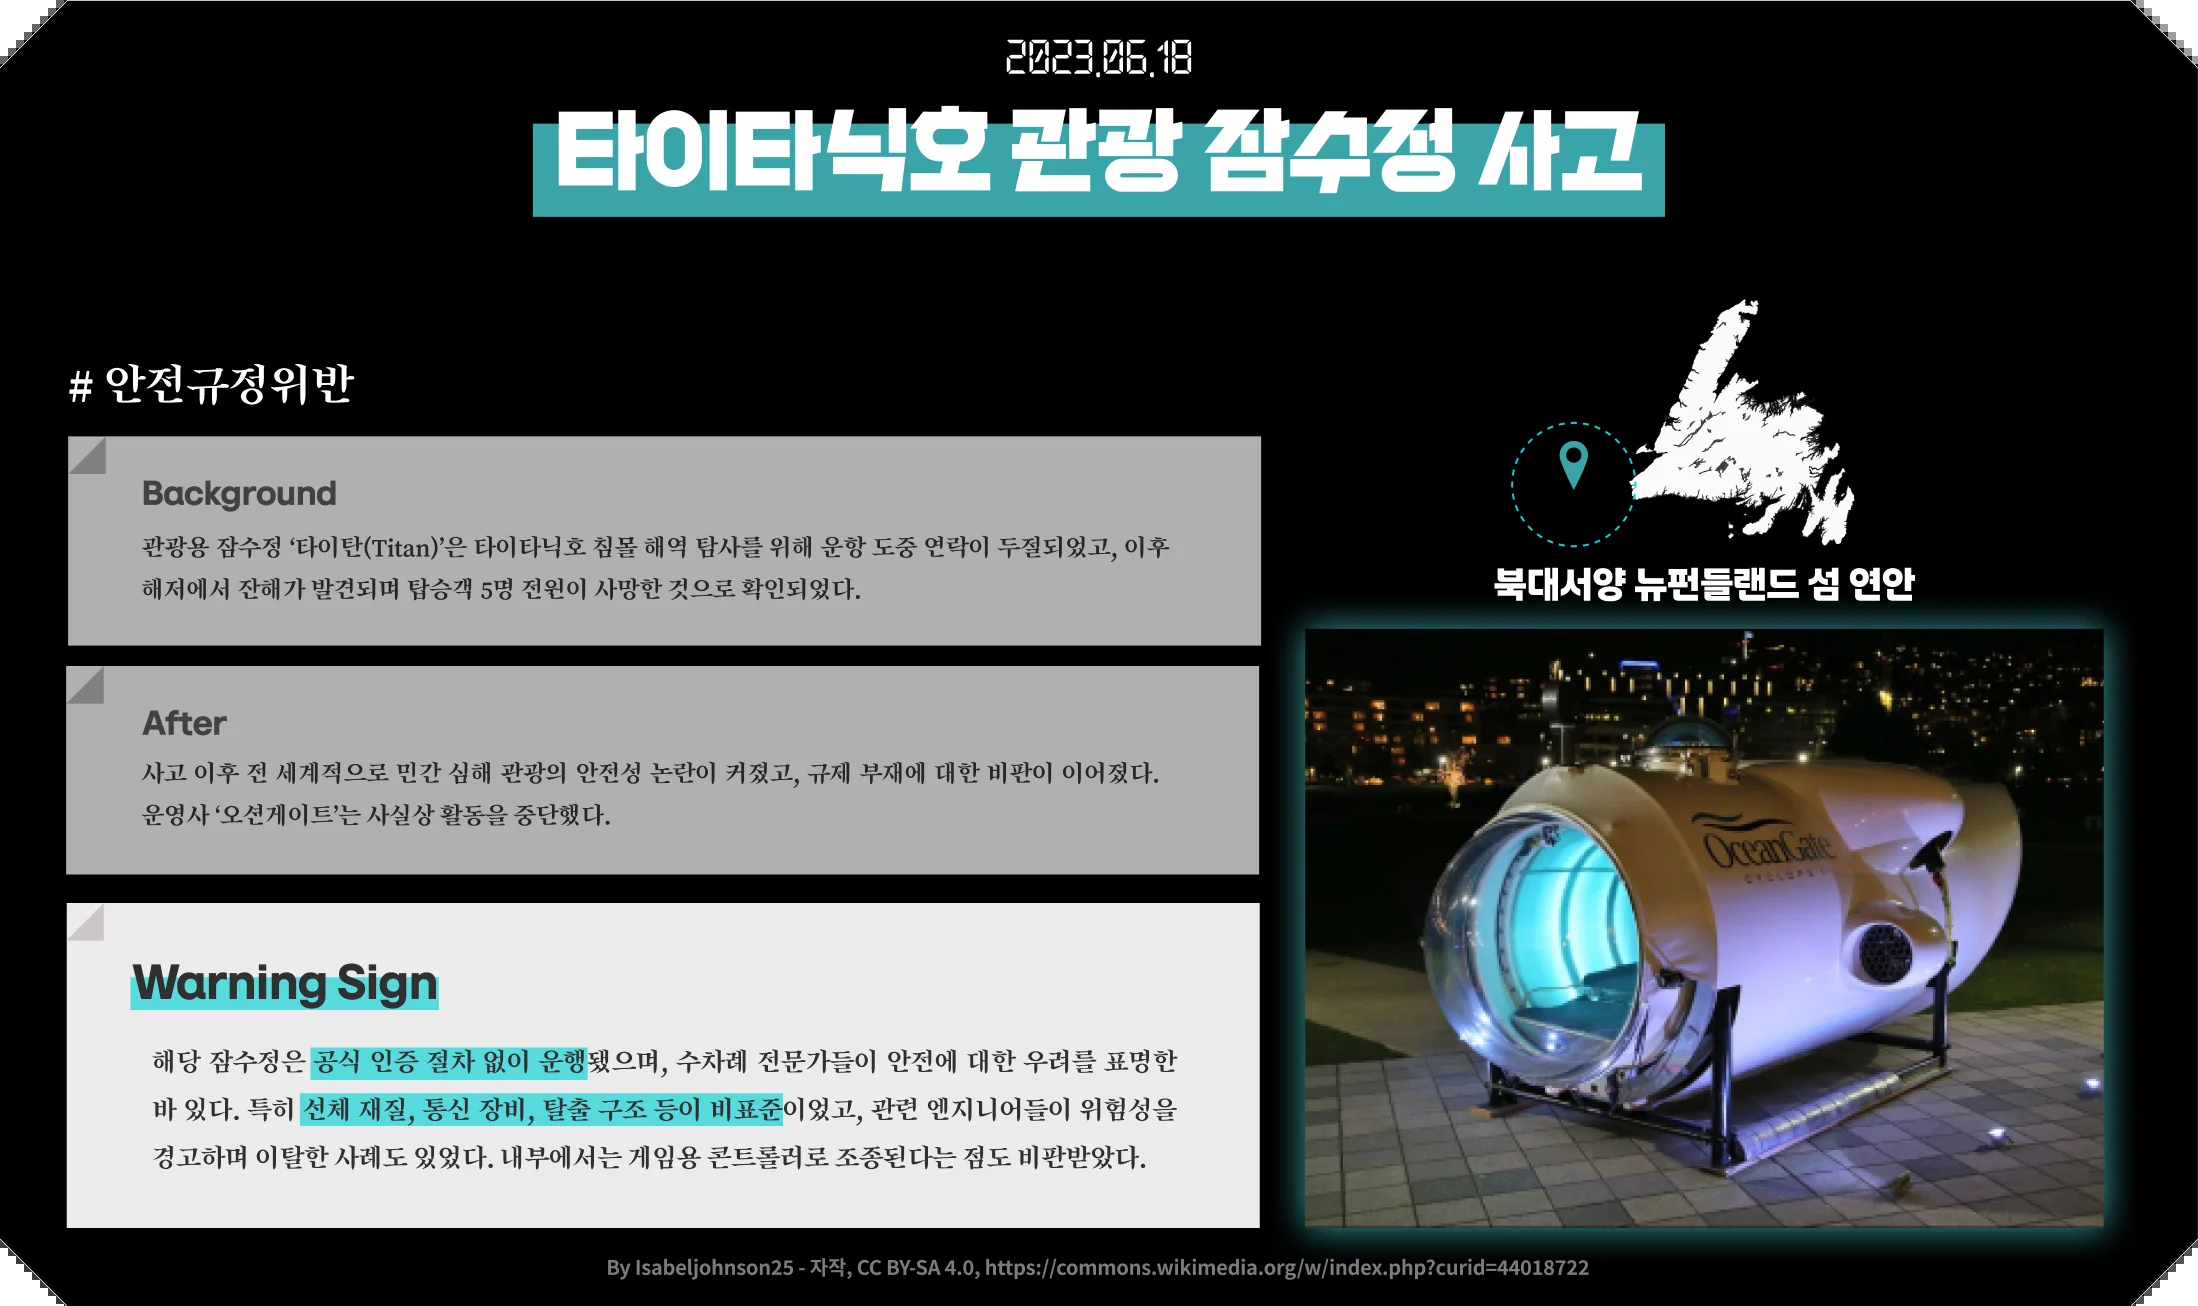 2023.06.18
타이타닉호 관광 잠수정 사고
# 안전규정위반
Background
관광용 잠수정 ‘타이탄(Titan)’은 타이타닉호 침몰 해역 탐사를 위해 운항 도중 연락이 두절되었고, 이후
해저에서 잔해가 발견되며 탑승객 5명 전원이 사망한 것으로 확인되었다.
After
사고 이후 전 세계적으로 민간 심해 관광의 안전성 논란이 커졌고, 규제 부재에 대한 비판이 이어졌다.
운영사 ‘오션게이트’는 사실상 활동을 중단했다.
Warning Sign
해당 잠수정은 공식 인증 절차 없이 운행됐으며, 수차례 전문가들이 안전에 대한 우려를 표명한
바 있다. 특히 선체 재질, 통신 장비, 탈출 구조 등이 비표준이었고, 관련 엔지니어들이 위험성을
경고하며 이탈한 사례도 있었다. 내부에서는 게임용 콘트롤러로 조종된다는 점도 비판받았다.
북대서양 뉴펀들랜드 섬 연안
OceanGate
CYCLOPS 1
By Isabeljohnson25 - 자작, CC BY-SA 4.0, https://commons.wikimedia.org/w/index.php?curid=44018722